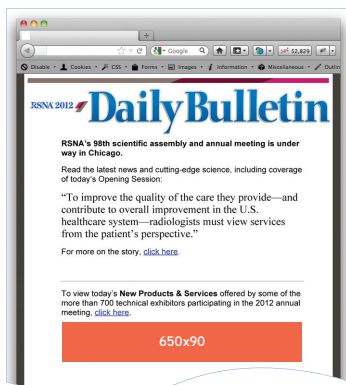 Google
52,829
Disable Cookies CSS Forms Images Information Miscellaneous Outlin
RSNA 2012 Daily Bulletin
RSNA's 98th scientific assembly and annual meeting is under
way in Chicago.
Read the latest news and cutting-edge science, including coverage
of today's Opening Session:
“To improve the quality of the care they provide—and
contribute to overall improvement in the U.S.
healthcare system—radiologists must view services
from the patient's perspective.”
For more on the story, click here.
To view today's New Products & Services offered by some of the
more than 700 technical exhibitors participating in the 2012 annual
meeting, click here.
650x90